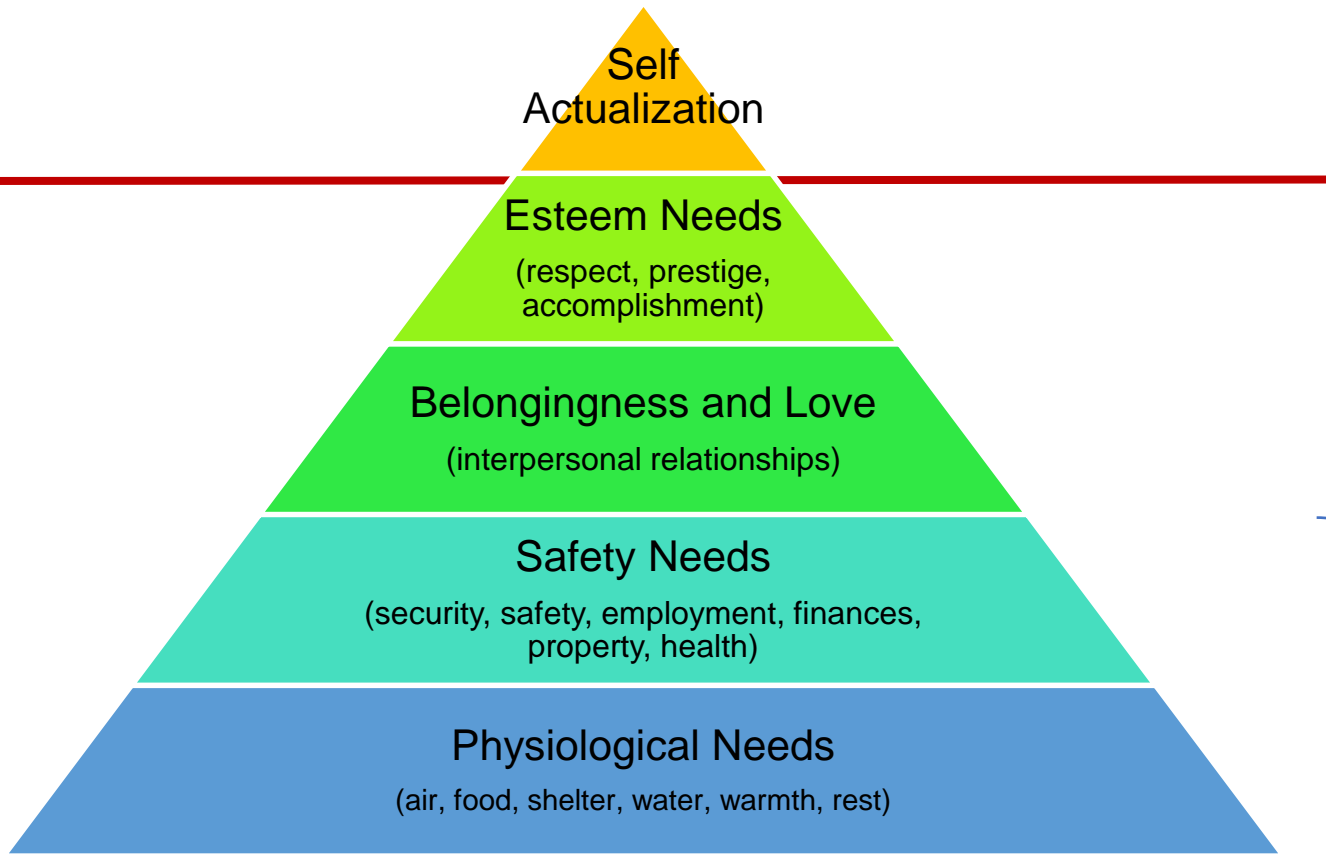 Self
Actualization
Esteem Needs
(respect, prestige,
accomplishment)
Belongingness and Love
(interpersonal relationships)
Safety Needs
(security, safety, employment, finances,
property, health)
Physiological Needs
(air, food, shelter, water, warmth, rest)